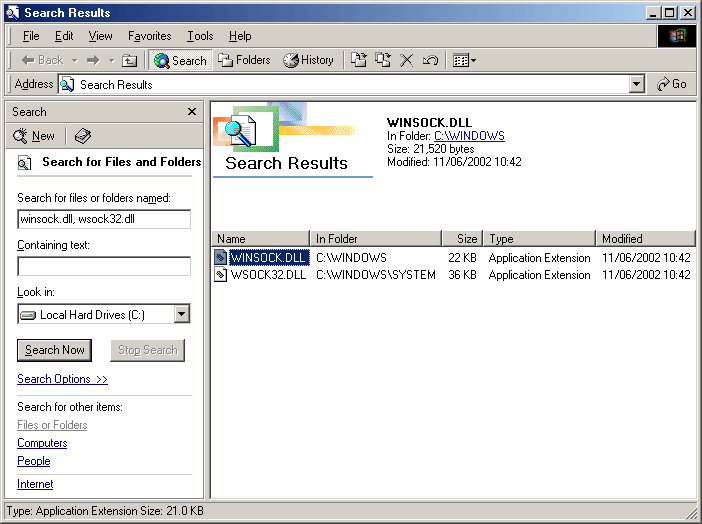 Search Results
File Edit View Favorites Tools Help
Back Search Folders History
Address Search Results Go
Search
New
Search for Files and Folders
Search for files or folders named:
winsock.dll, wsock32.dll
Containing text:
Look in:
Local Hard Drives (C:)
Search Now Stop Search
Search Options >>
Search for other items:
Files or Folders
Computers
People
Internet
Search Results
WINSOCK.DLL
In Folder: C:\WINDOWS
Size: 21,520 bytes
Modified: 11/06/2002 10:42
Name In Folder Size Type Modified
WINSOCK.DLL C:\WINDOWS 22 KB Application Extension 11/06/2002 10:42
WSOCK32.DLL C:\WINDOWS\SYSTEM 36 KB Application Extension 11/06/2002 10:42
Type: Application Extension Size: 21.0 KB